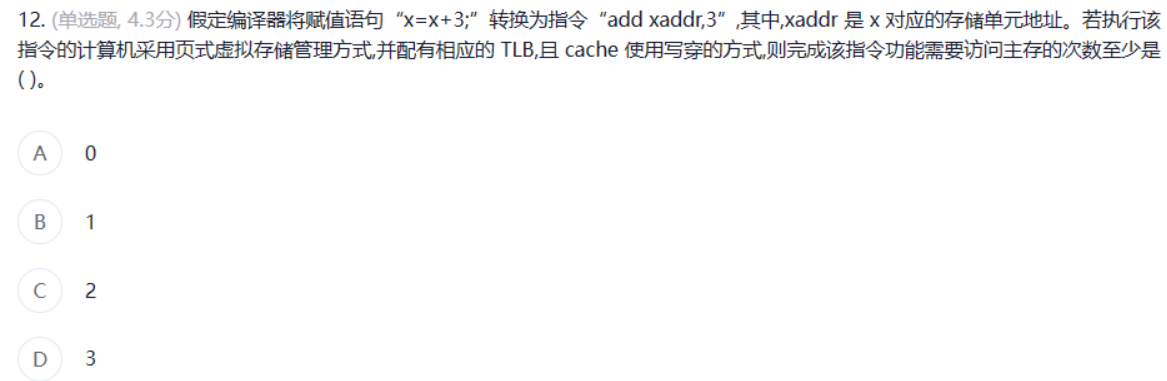 12. (单选题, 4.3分) 假定编译器将赋值语句“x=x+3;”转换为指令“add xaddr,3”,其中,xaddr 是 x 对应的存储单元地址。若执行该
指令的计算机采用页式虚拟存储管理方式,并配有相应的 TLB,且 cache 使用写穿的方式,则完成该指令功能需要访问主存的次数至少是
( )。
A 0
B 1
C 2
D 3